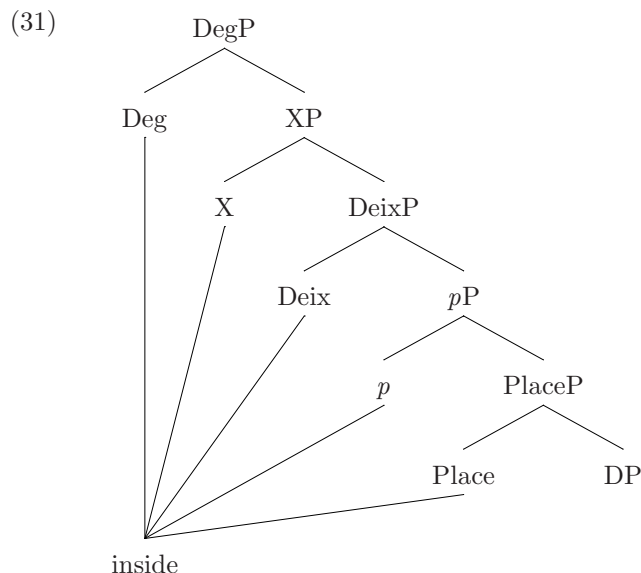 (31)
DegP
Deg XP
X DeixP
Deix pP
p PlaceP
Place DP
inside